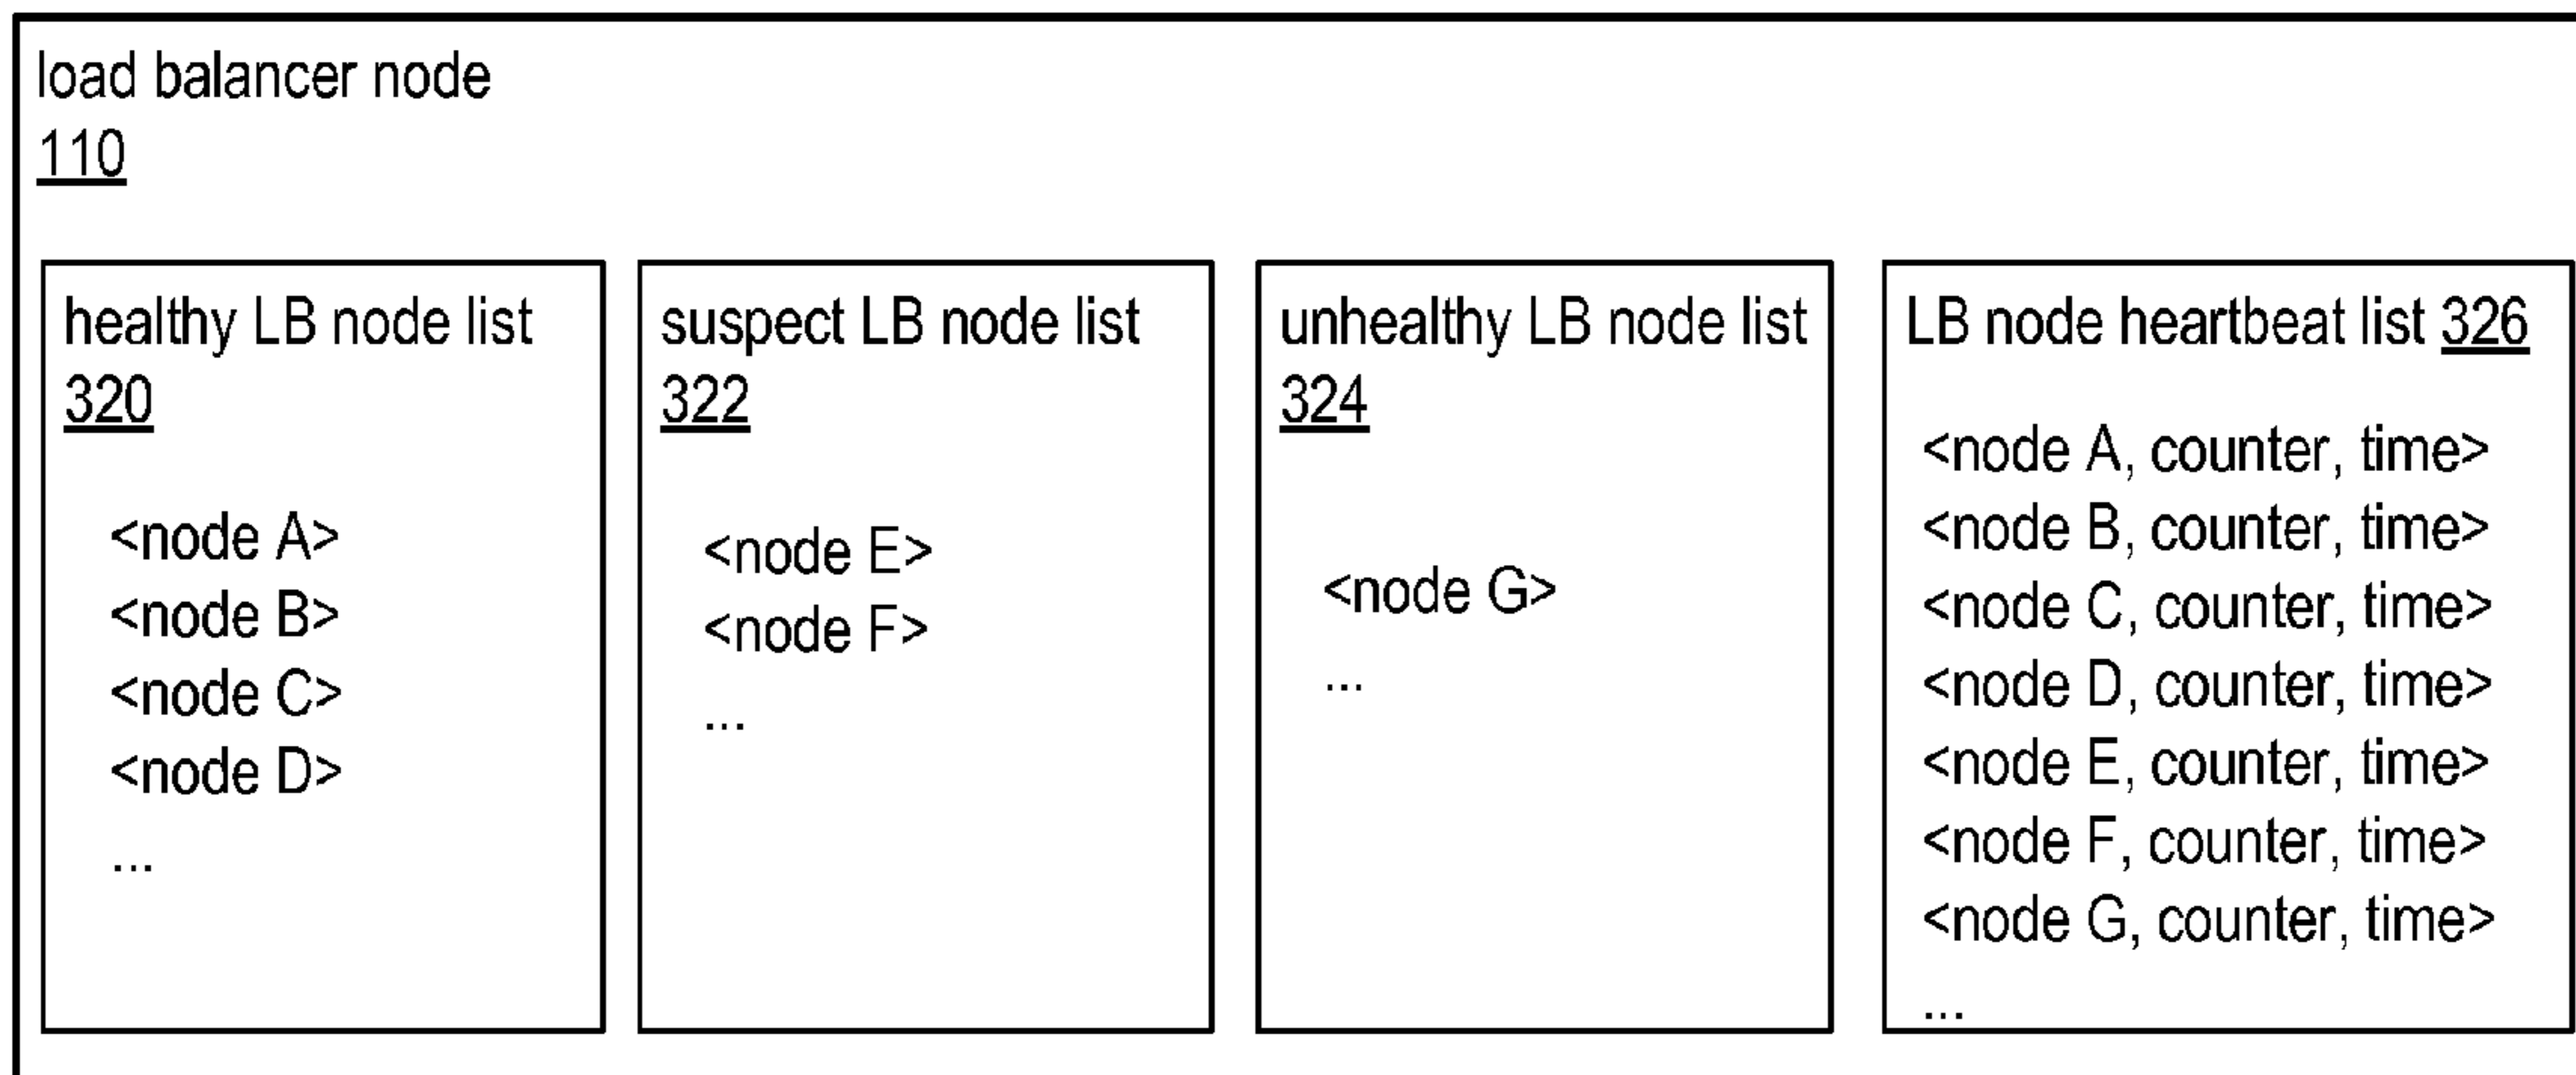 load balancer node
110
healthy LB node list
320
<node A>
<node B>
<node C>
<node D>
...
suspect LB node list
322
<node E>
<node F>
...
unhealthy LB node list
324
<node G>
...
LB node heartbeat list 326
<node A, counter, time>
<node B, counter, time>
<node C, counter, time>
<node D, counter, time>
<node E, counter, time>
<node F, counter, time>
<node G, counter, time>
...